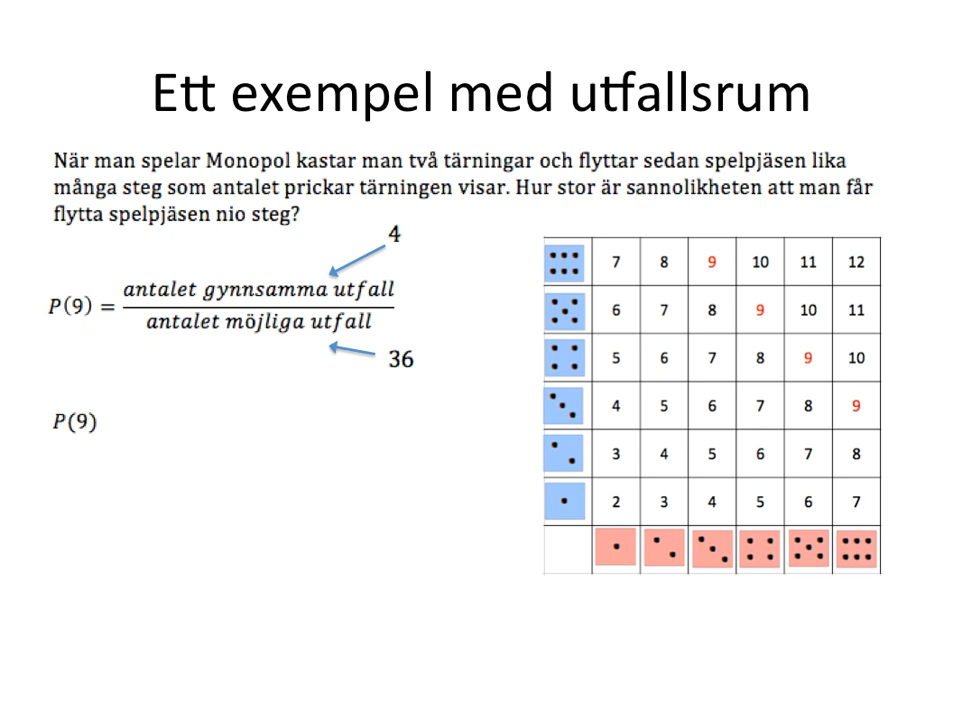 Ett exempel med utfallsrum
När man spelar Monopol kastar man två tärningar och flyttar sedan spelpjäsen lika
många steg som antalet prickar tärningen visar. Hur stor är sannolikheten att man får
flytta spelpjäsen nio steg?
4
P(9) = antalet gynnsamma utfall
antalet möjliga utfall
36
P(9)
7 8 9 10 11 12
6 7 8 9 10 11
5 6 7 8 9 10
4 5 6 7 8 9
3 4 5 6 7 8
2 3 4 5 6 7